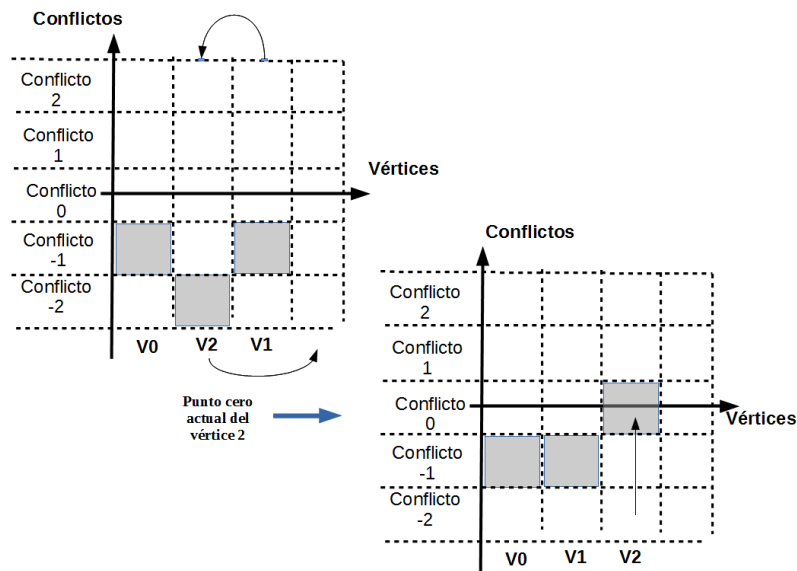 Conflictos
Conflicto
2
Conflicto
1
Vértices
Conflicto
0
Conflicto
-1
Conflicto
-2
V0 V2 V1
Punto cero
actual del
vértice 2
Conflictos
Conflicto
2
Conflicto
1
Conflicto
0
Vértices
Conflicto
-1
Conflicto
-2
V0 V1 V2